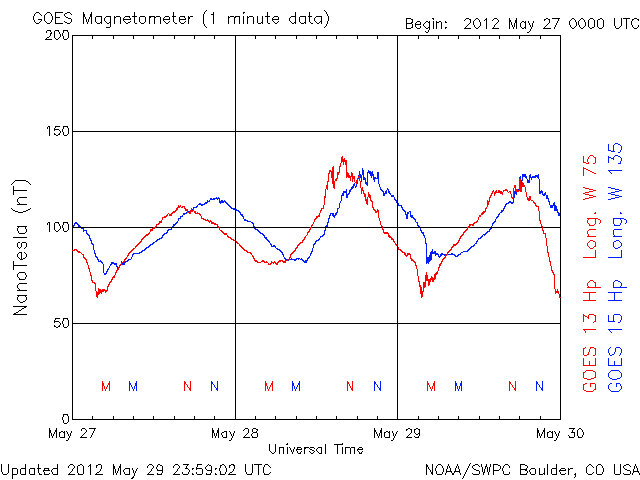 GOES Magnetometer (1 minute data)
Begin: 2012 May 27 0000 UTC
200
150
100
50
0
NanoTesla (nT)
M M N N M M N N M M N N
May 27 May 28 May 29 May 30
Universal Time
GOES 13 Hp Long. W 75
GOES 15 Hp Long. W 135
Updated 2012 May 29 23:59:02 UTC
NOAA/SWPC Boulder, CO USA